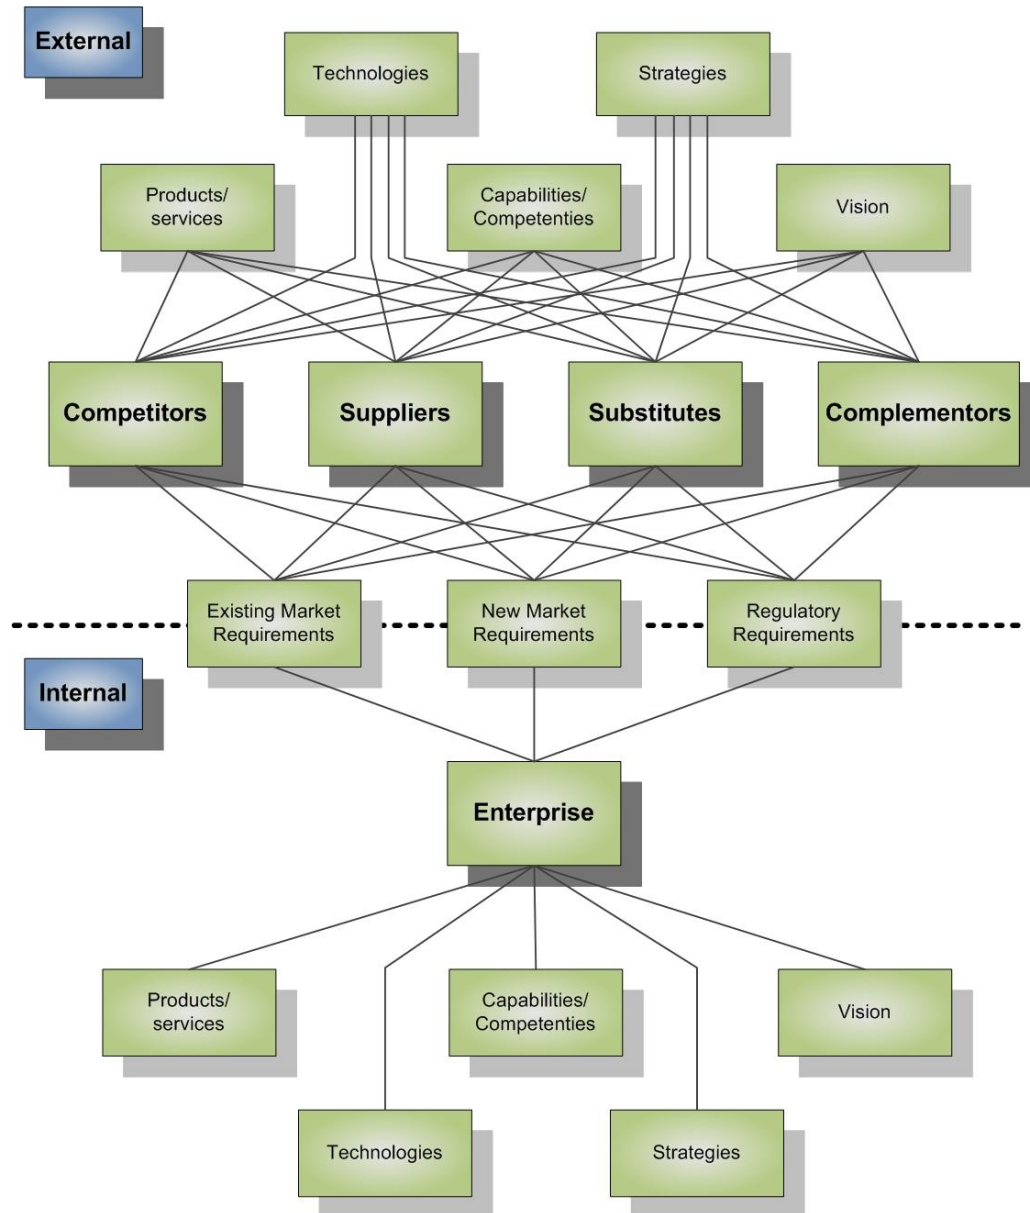 External
Technologies
Strategies
Products/
services
Capabilities/
Competenties
Vision
Competitors
Suppliers
Substitutes
Complementors
Existing Market
Requirements
New Market
Requirements
Regulatory
Requirements
Internal
Enterprise
Products/
services
Capabilities/
Competenties
Vision
Technologies
Strategies